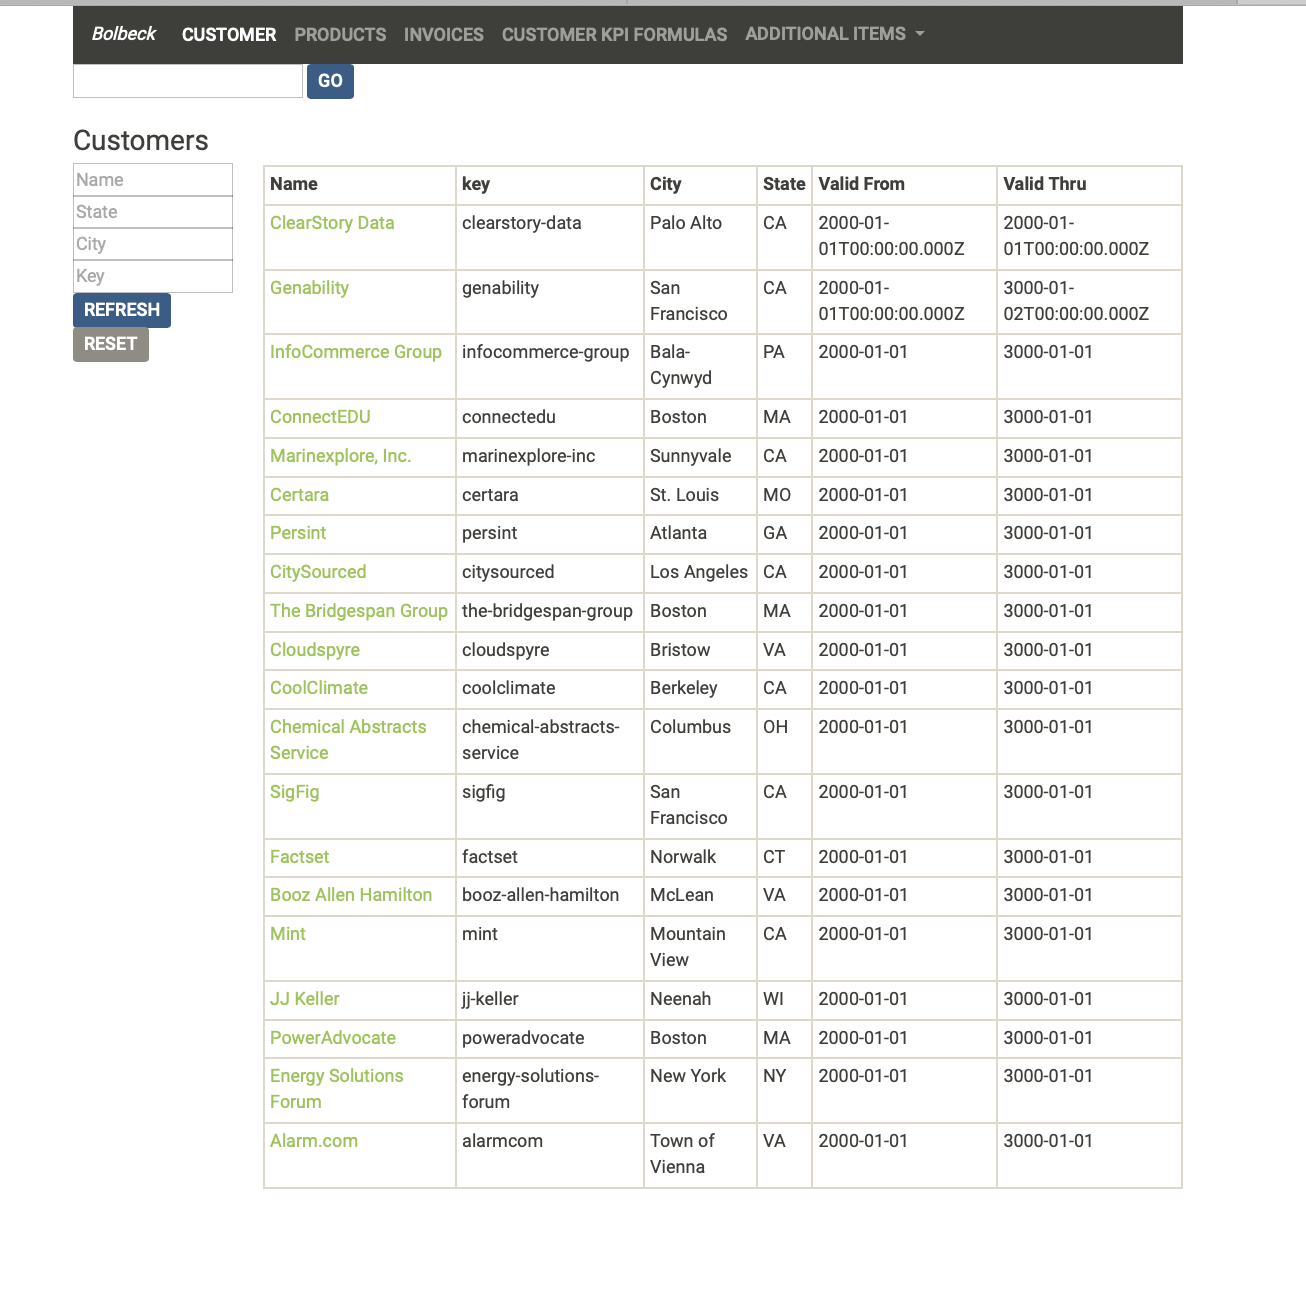 Bolbeck CUSTOMER PRODUCTS INVOICES CUSTOMER KPI FORMULAS ADDITIONAL ITEMS
GO
Customers
Name
State
City
Key
REFRESH
RESET
Name key City State Valid From Valid Thru
ClearStory Data clearstory-data Palo Alto CA 2000-01- 2000-01-
01T00:00:00.000Z 01T00:00:00.000Z
Genability genability San CA 2000-01- 3000-01-
Francisco 01T00:00:00.000Z 02T00:00:00.000Z
InfoCommerce Group infocommerce-group Bala- PA 2000-01-01 3000-01-01
Cynwyd
ConnectEDU connectedu Boston MA 2000-01-01 3000-01-01
Marinexplore, Inc. marinexplore-inc Sunnyvale CA 2000-01-01 3000-01-01
Certara certara St. Louis MO 2000-01-01 3000-01-01
Persint persint Atlanta GA 2000-01-01 3000-01-01
CitySourced citysourced Los Angeles CA 2000-01-01 3000-01-01
The Bridgespan Group the-bridgespan-group Boston MA 2000-01-01 3000-01-01
Cloudspyre cloudspyre Bristow VA 2000-01-01 3000-01-01
CoolClimate coolclimate Berkeley CA 2000-01-01 3000-01-01
Chemical Abstracts chemical-abstracts- Columbus OH 2000-01-01 3000-01-01
Service service
SigFig sigfig San CA 2000-01-01 3000-01-01
Francisco
Factset factset Norwalk CT 2000-01-01 3000-01-01
Booz Allen Hamilton booz-allen-hamilton McLean VA 2000-01-01 3000-01-01
Mint mint Mountain CA 2000-01-01 3000-01-01
View
JJ Keller jj-keller Neenah WI 2000-01-01 3000-01-01
PowerAdvocate poweradvocate Boston MA 2000-01-01 3000-01-01
Energy Solutions energy-solutions- New York NY 2000-01-01 3000-01-01
Forum forum
Alarm.com alarmcom Town of VA 2000-01-01 3000-01-01
Vienna